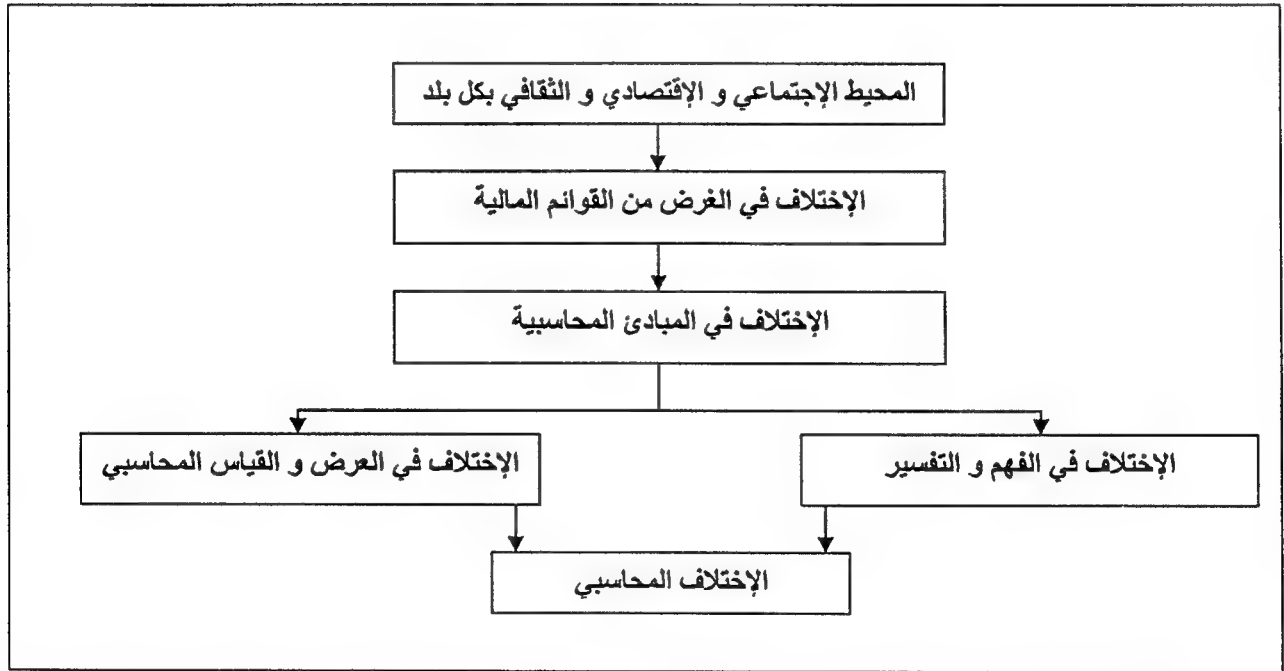 المحيط الإجتماعي و الإقتصادي و الثقافي بكل بلد
الإختلاف في الغرض من القوائم المالية
الإختلاف في المبادئ المحاسبية
الإختلاف في الفهم و التفسير
الإختلاف في العرض و القياس المحاسبي
الإختلاف المحاسبي